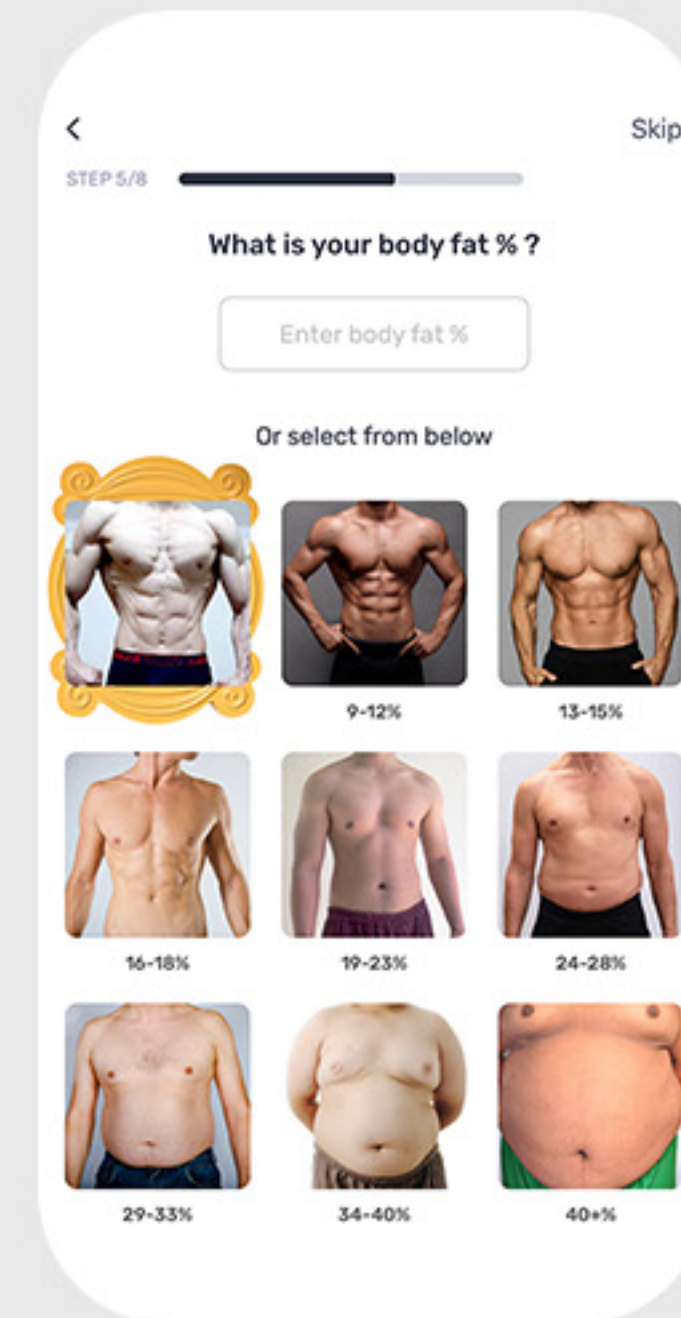 Skip
STEP 5/8
What is your body fat % ?
Enter body fat %
Or select from below
9-12%
13-15%
16-18%
19-23%
24-28%
29-33%
34-40%
40+%